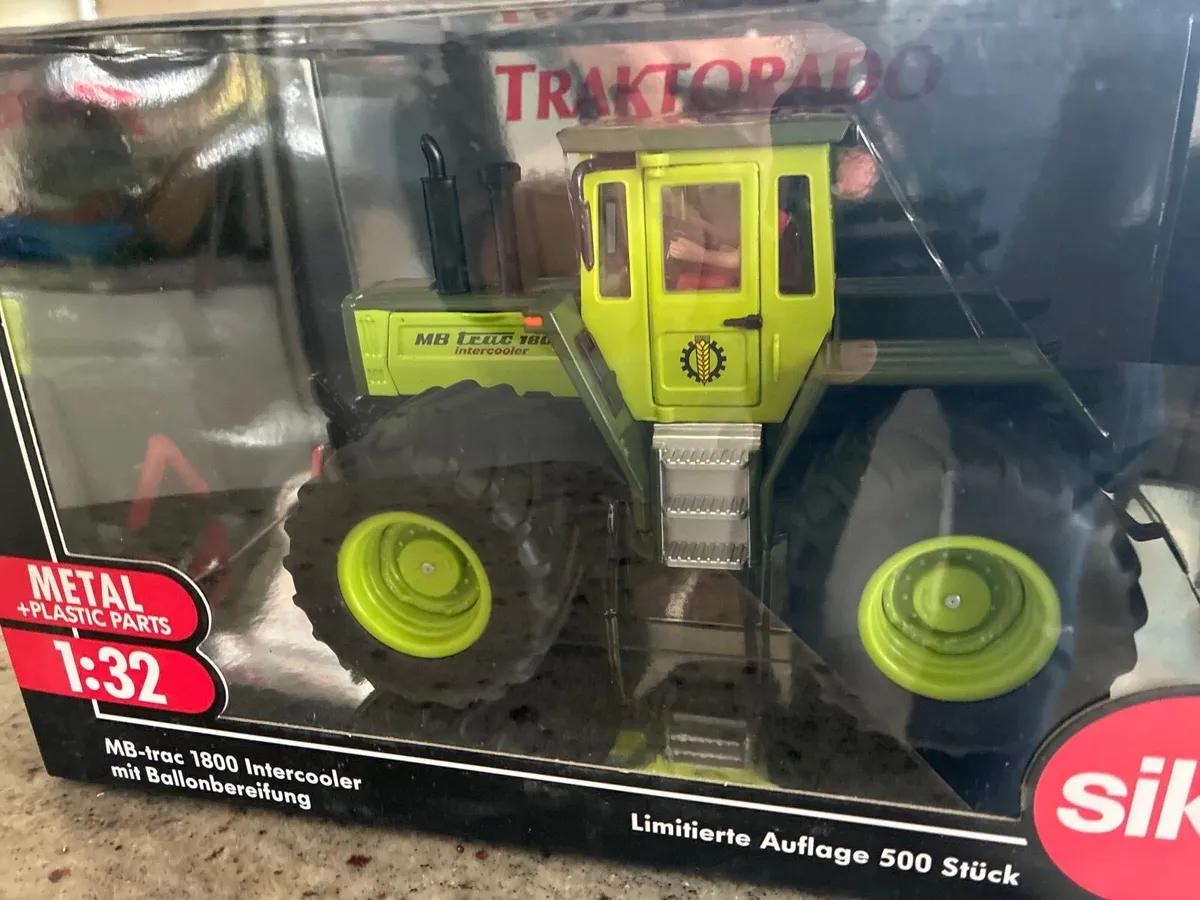 TRAKTORADO
MB trac 180
intercooler
METAL
+PLASTIC PARTS
1:32
MB-trac 1800 Intercooler
mit Ballonbereifung
Limitierte Auflage 500 Stück
sik